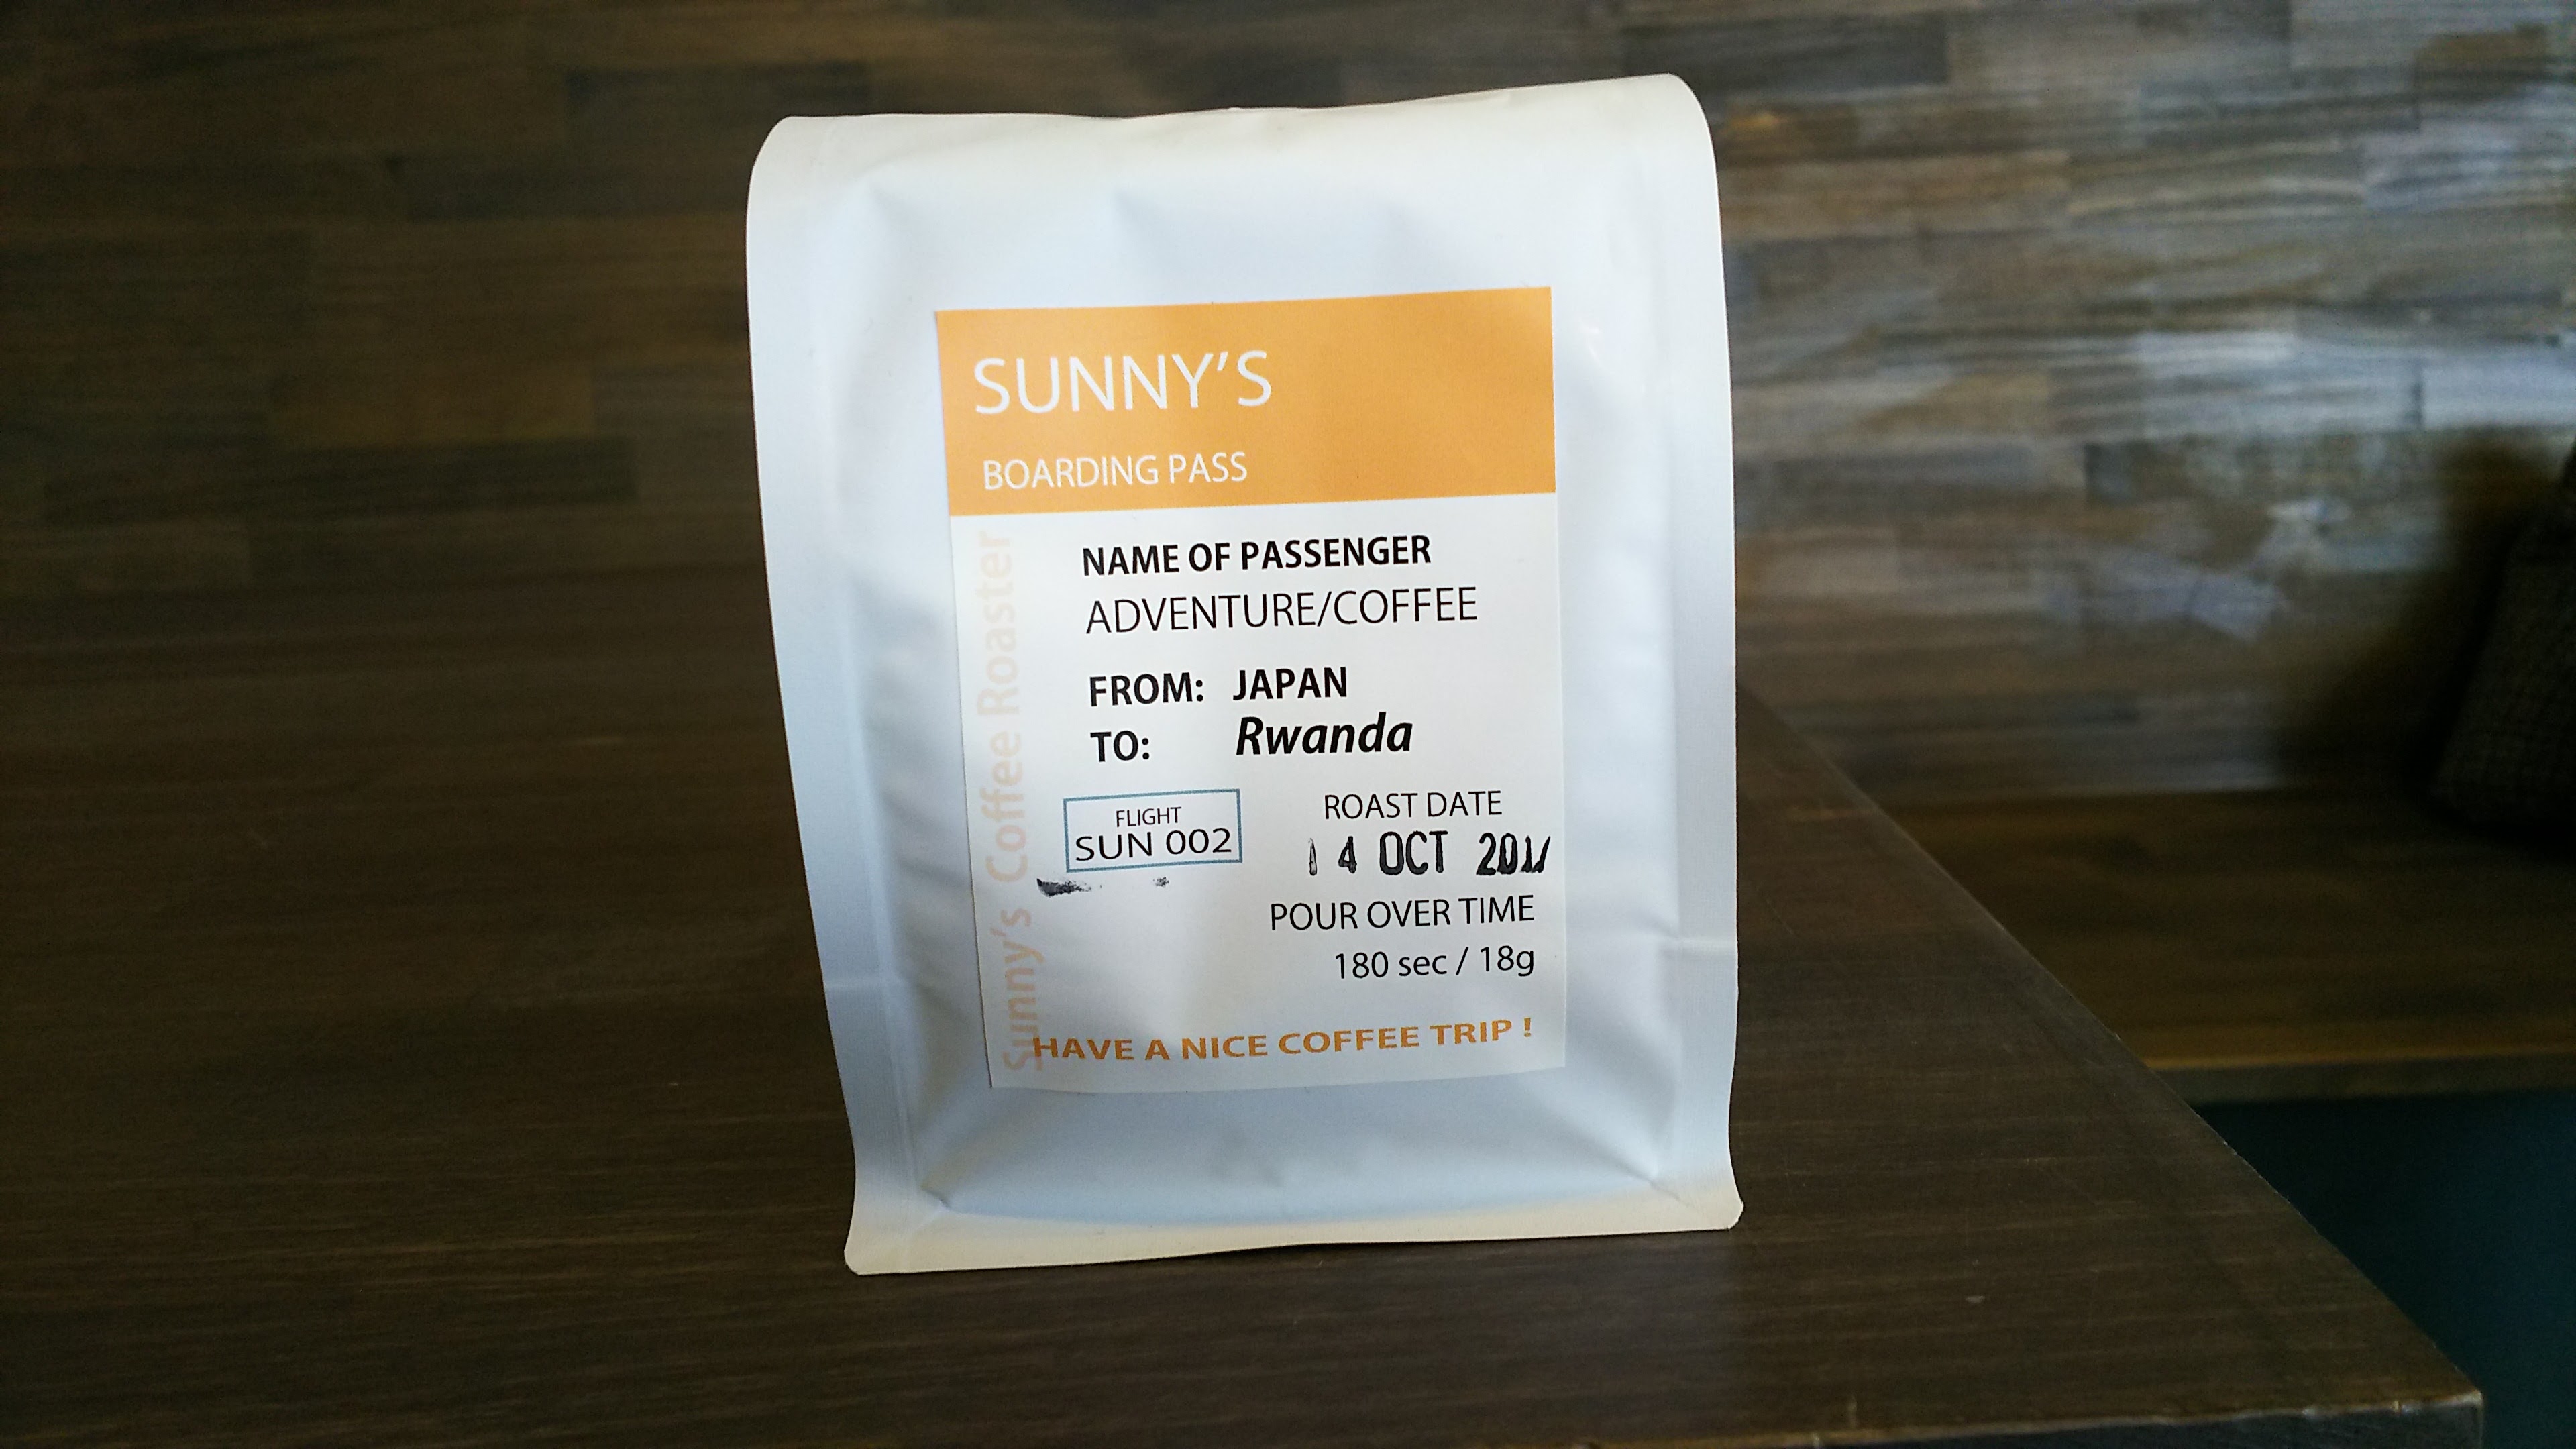 SUNNY'S
BOARDING PASS
NAME OF PASSENGER
ADVENTURE/COFFEE
FROM: JAPAN
TO: Rwanda
FLIGHT
SUN 002
ROAST DATE
14 OCT
POUR OVER TIME
180 sec / 18g
HAVE A NICE COFFEE TRIP !
Sunny's Coffee Roaster